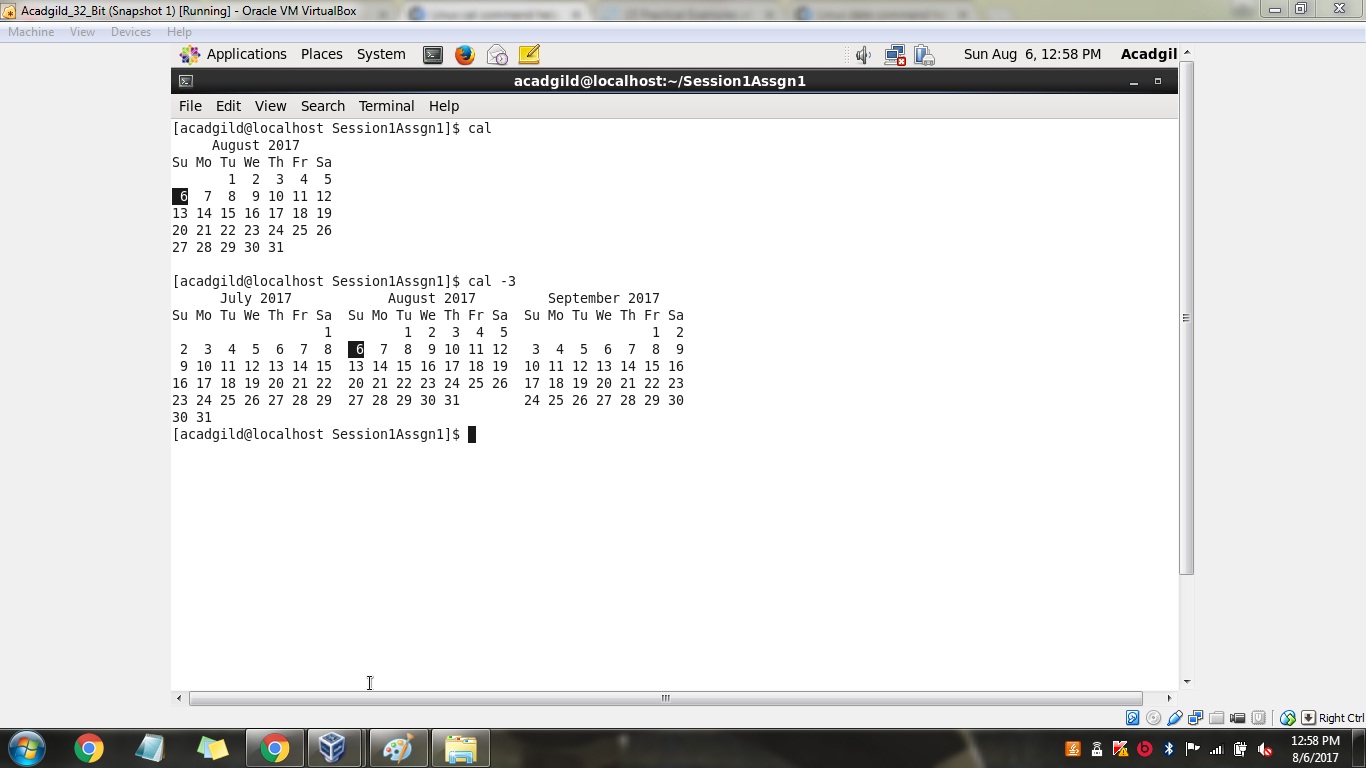 Acadgild_32_Bit (Snapshot 1) [Running] - Oracle VM VirtualBox
Machine View Devices Help
Applications Places System Sun Aug 6, 12:58 PM Acadgil
acadgild@localhost:~/Session1Assgn1
File Edit View Search Terminal Help
[acadgild@localhost Session1Assgn1]$ cal
     August 2017
Su Mo Tu We Th Fr Sa
       1  2  3  4  5
 6  7  8  9 10 11 12
13 14 15 16 17 18 19
20 21 22 23 24 25 26
27 28 29 30 31
[acadgild@localhost Session1Assgn1]$ cal -3
      July 2017            August 2017         September 2017
Su Mo Tu We Th Fr Sa  Su Mo Tu We Th Fr Sa  Su Mo Tu We Th Fr Sa
                   1         1  2  3  4  5                  1  2
 2  3  4  5  6  7  8   6  7  8  9 10 11 12   3  4  5  6  7  8  9
 9 10 11 12 13 14 15  13 14 15 16 17 18 19  10 11 12 13 14 15 16
16 17 18 19 20 21 22  20 21 22 23 24 25 26  17 18 19 20 21 22 23
23 24 25 26 27 28 29  27 28 29 30 31        24 25 26 27 28 29 30
30 31
[acadgild@localhost Session1Assgn1]$
Right Ctrl
12:58 PM
8/6/2017